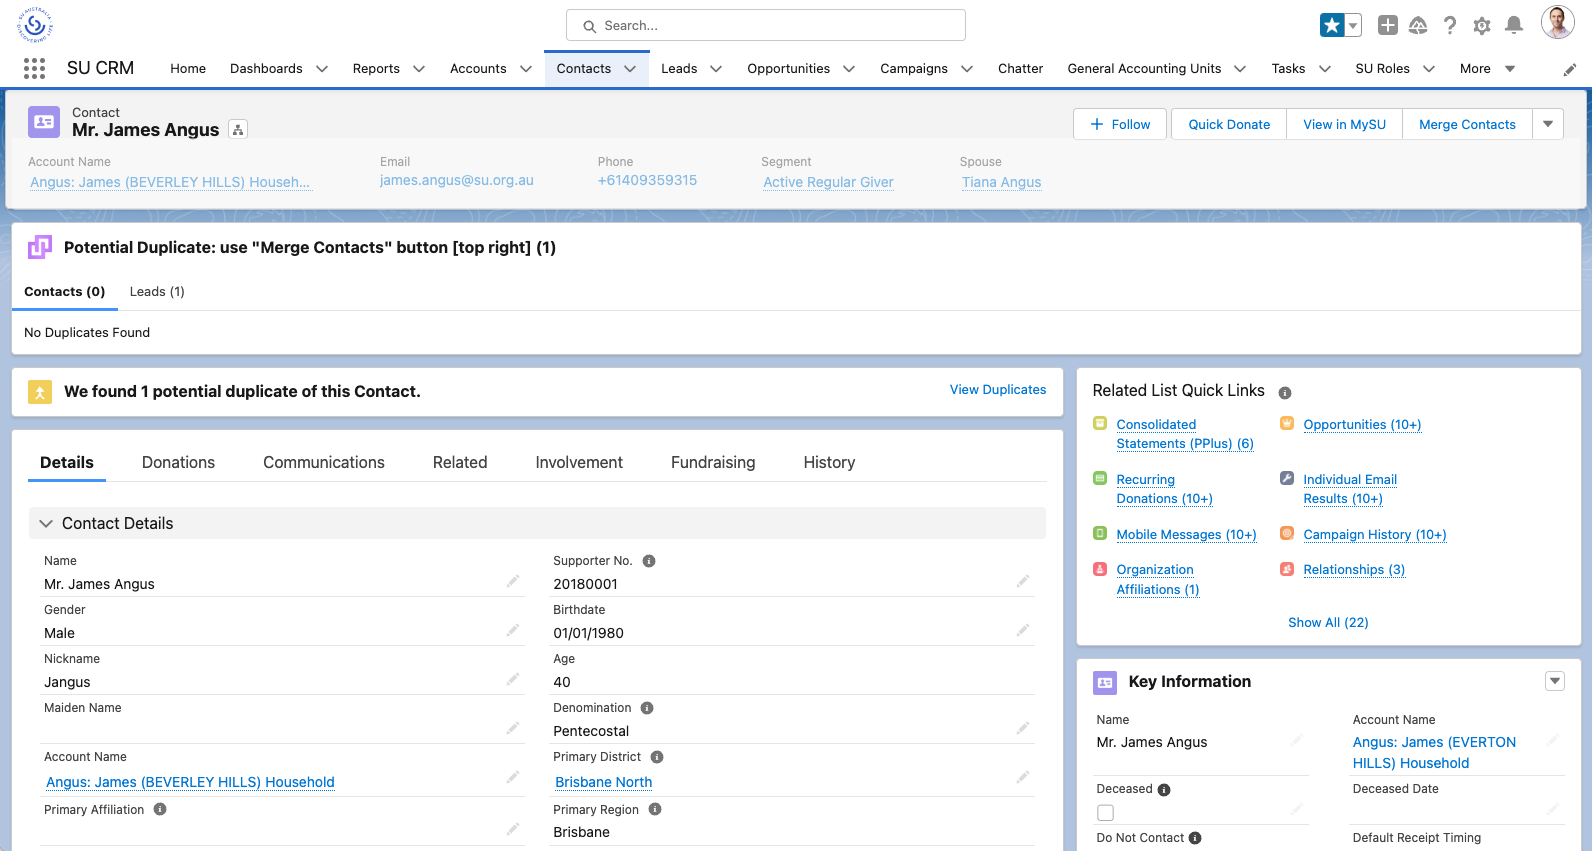 SU AUSTRALIA
DISCOVERING LIFE
Search...
SU CRM
Home
Dashboards
Reports
Accounts
Contacts
Leads
Opportunities
Campaigns
Chatter
General Accounting Units
Tasks
SU Roles
More
Contact
Mr. James Angus
Follow
Quick Donate
View in MySU
Merge Contacts
Account Name
Email
Phone
Segment
Spouse
Angus: James (BEVERLEY HILLS) Househ...
james.angus@su.org.au
+61409359315
Active Regular Giver
Tiana Angus
Potential Duplicate: use "Merge Contacts" button [top right] (1)
Contacts (0)
Leads (1)
No Duplicates Found
We found 1 potential duplicate of this Contact.
View Duplicates
Details
Donations
Communications
Related
Involvement
Fundraising
History
Contact Details
Name
Mr. James Angus
Supporter No.
20180001
Gender
Male
Birthdate
01/01/1980
Nickname
Jangus
Age
40
Maiden Name
Denomination
Pentecostal
Account Name
Angus: James (BEVERLEY HILLS) Household
Primary District
Brisbane North
Primary Affiliation
Primary Region
Brisbane
Related List Quick Links
Consolidated
Statements (PPlus) (6)
Opportunities (10+)
Recurring
Donations (10+)
Individual Email
Results (10+)
Mobile Messages (10+)
Campaign History (10+)
Organization
Affiliations (1)
Relationships (3)
Show All (22)
Key Information
Name
Mr. James Angus
Account Name
Angus: James (EVERTON
HILLS) Household
Deceased
Deceased Date
Do Not Contact
Default Receipt Timing